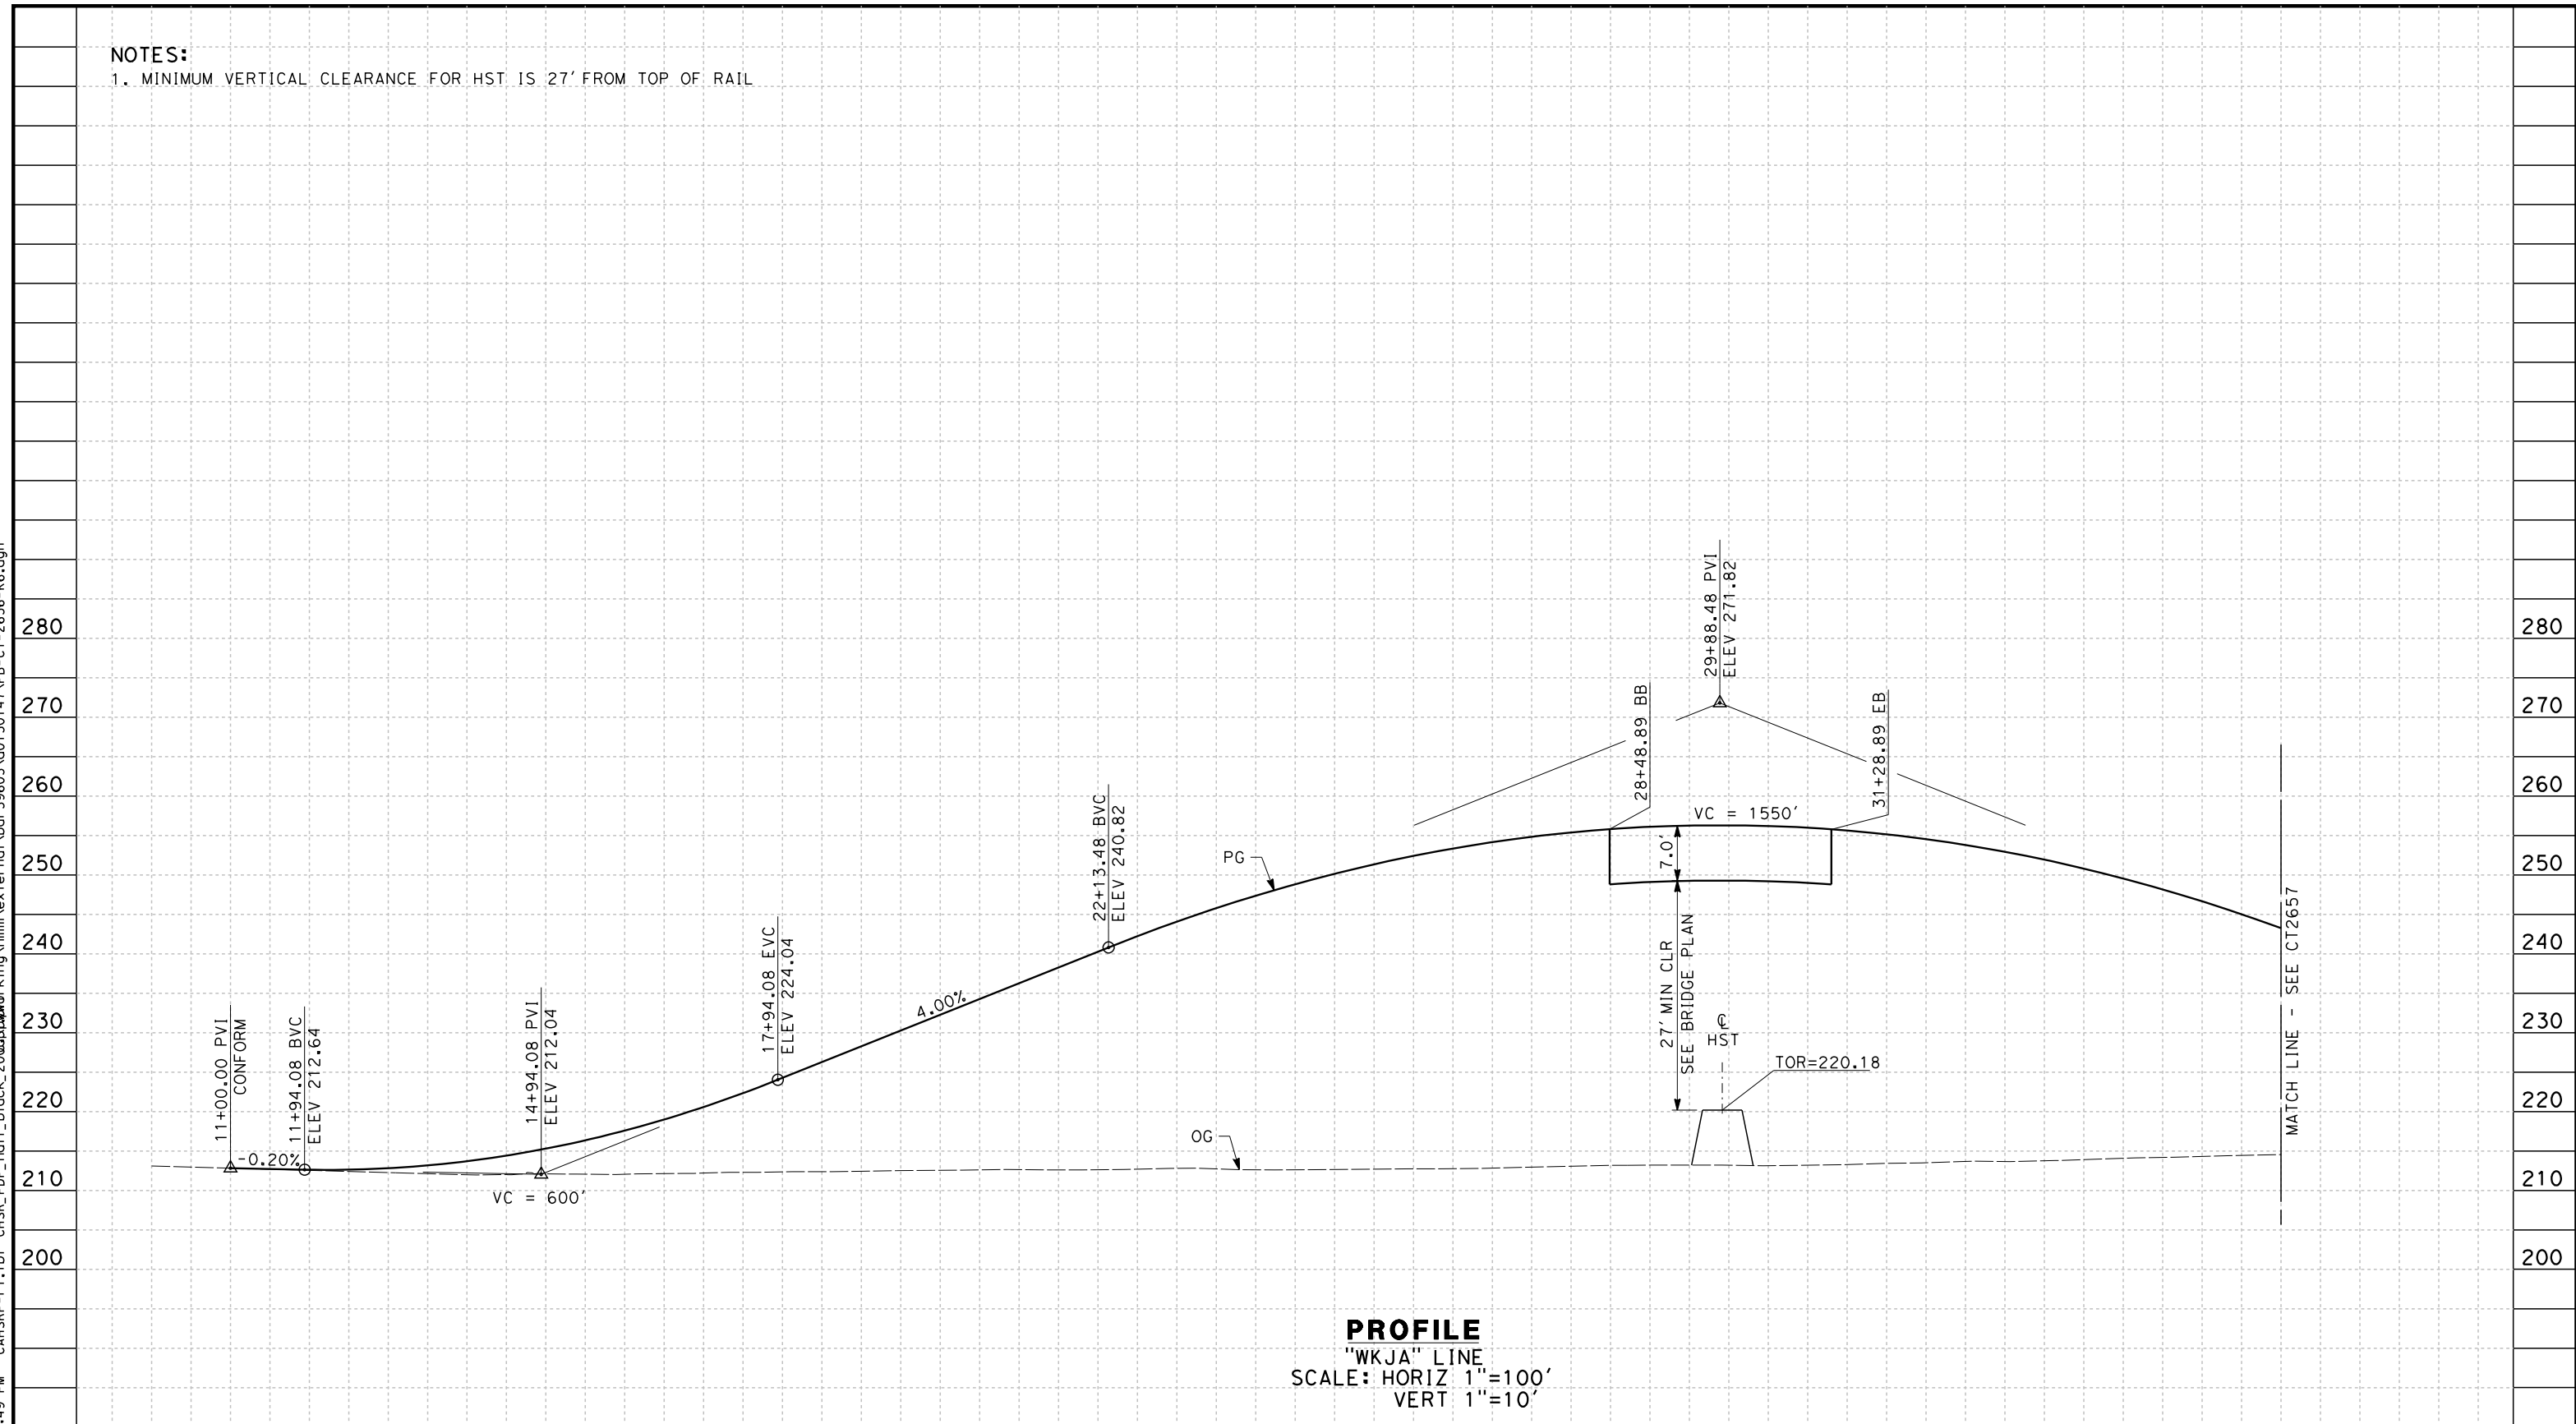 NOTES:
1. MINIMUM VERTICAL CLEARANCE FOR HST IS 27' FROM TOP OF RAIL
29+88.48 PVI
ELEV 271.82
28+48.89 BB
31+28.89 EB
VC = 1550'
7.0'
PG
22+13.48 BVC
ELEV 240.82
17+94.08 EVC
ELEV 224.04
4.00%
27' MIN CLR
SEE BRIDGE PLAN
℄
HST
TOR=220.18
MATCH LINE - SEE CT2657
11+00.00 PVI
CONFORM
11+94.08 BVC
ELEV 212.64
14+94.08 PVI
ELEV 212.04
-0.20%
VC = 600'
OG
280
270
260
250
240
230
220
210
200
280
270
260
250
240
230
220
210
200
PROFILE
"WKJA" LINE
SCALE: HORIZ 1"=100'
VERT 1"=10'